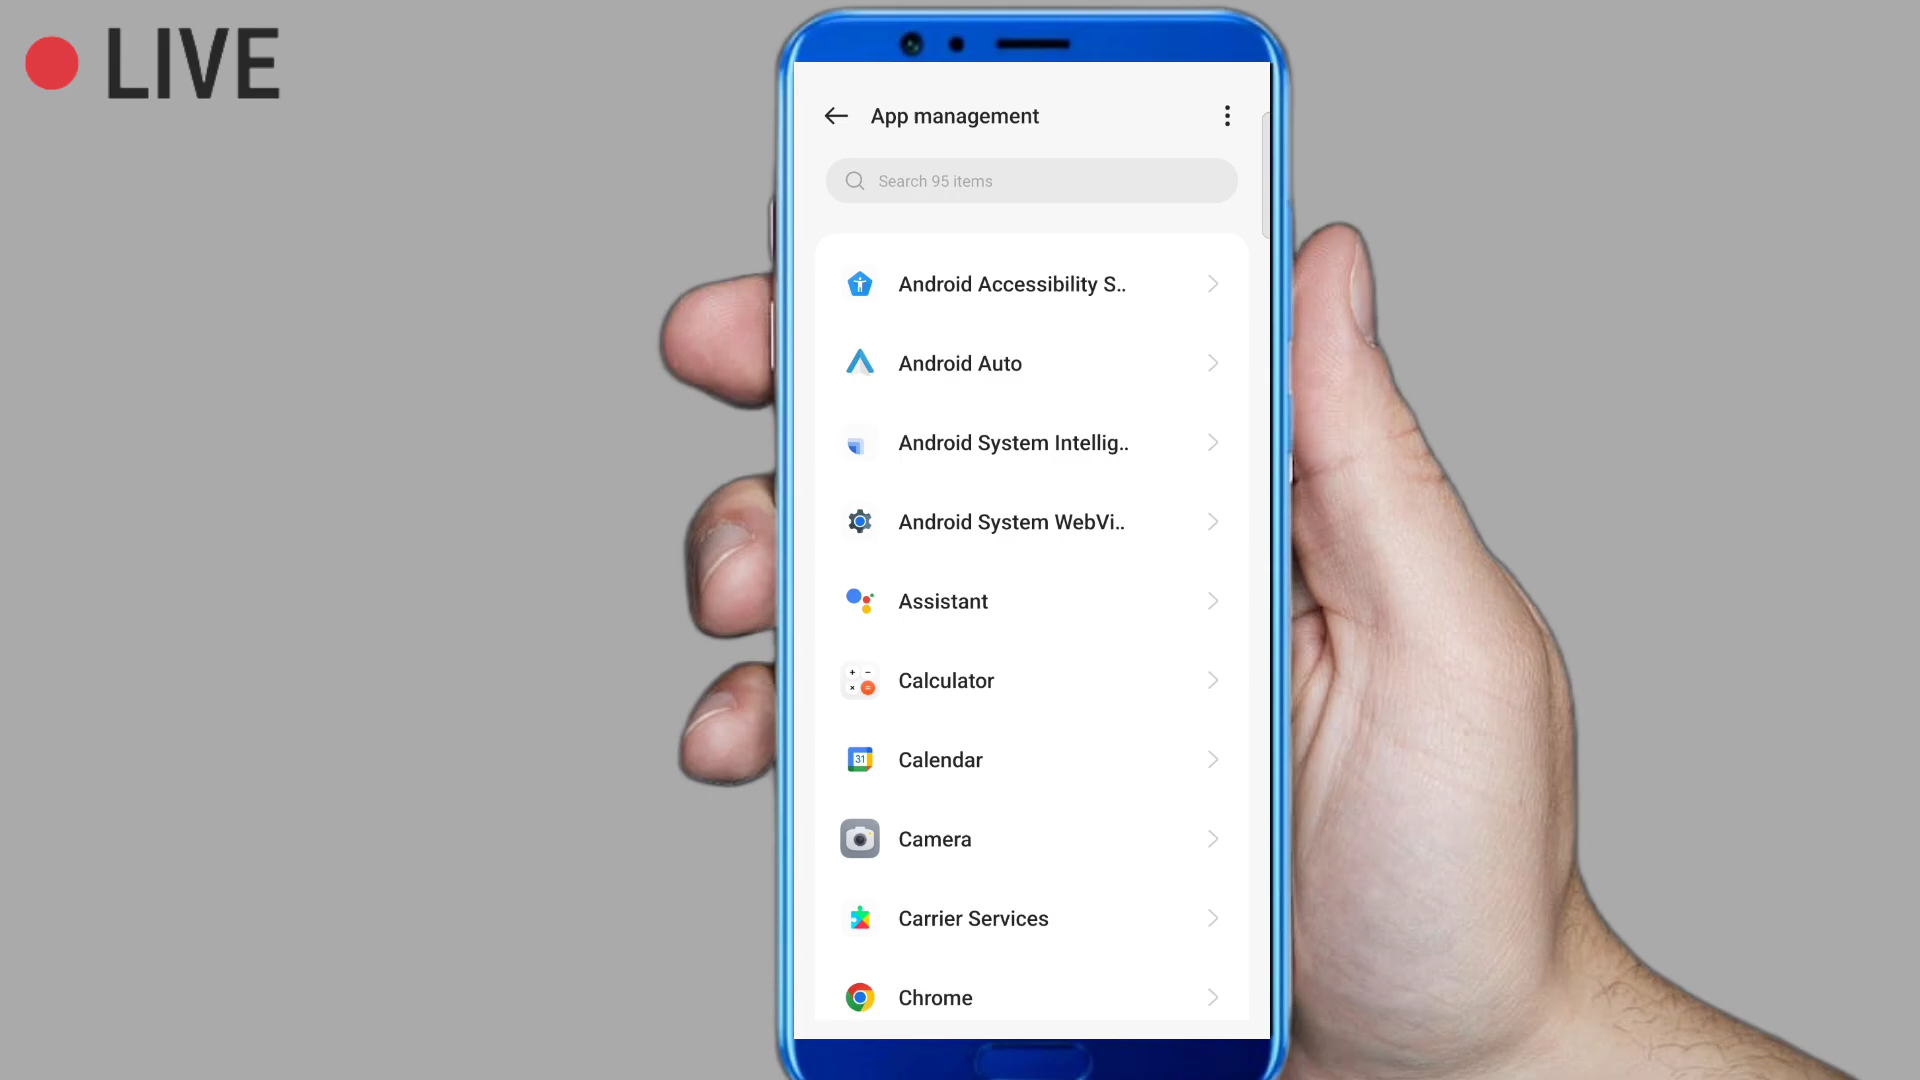 LIVE
App management
Search 95 items
Android Accessibility S..
Android Auto
Android System Intellig..
Android System WebVi..
Assistant
+ −
× =
Calculator
31
Calendar
Camera
Carrier Services
Chrome